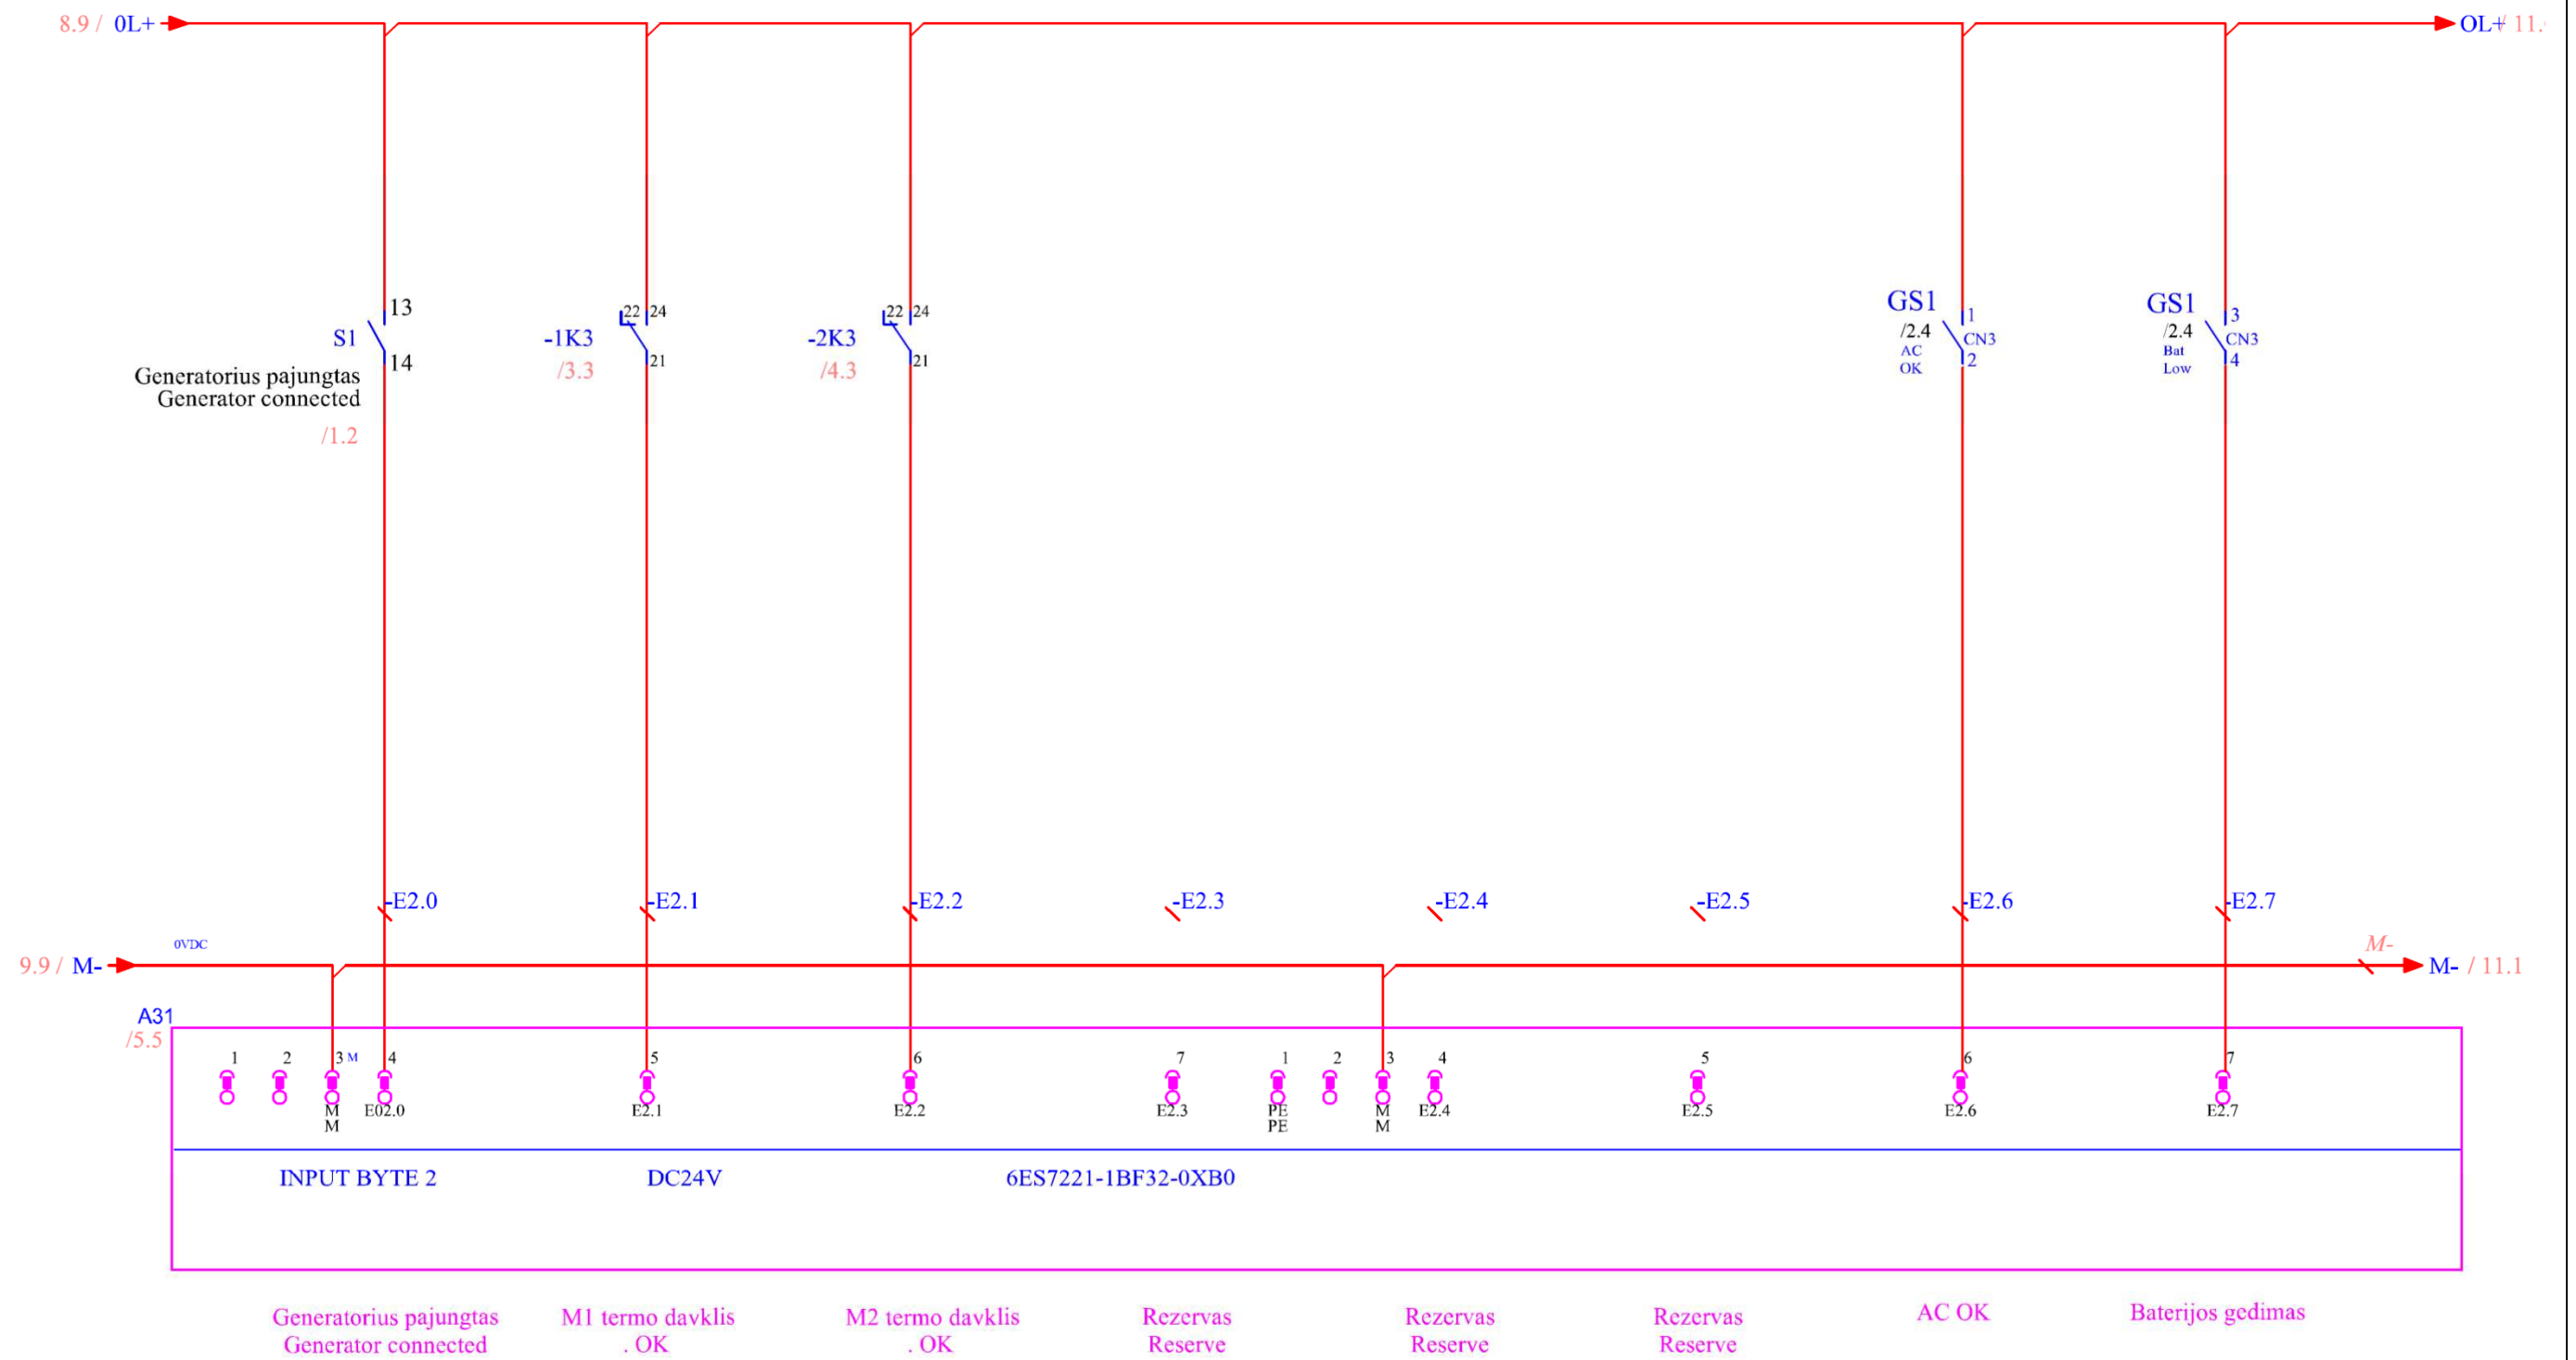 8.9 / 0L+
OL+ / 11.
13
S1
14
Generatorius pajungtas
Generator connected
/1.2
22 24
-1K3
/3.3
21
22 24
-2K3
/4.3
21
GS1
/2.4
AC
OK
1
CN3
2
GS1
/2.4
Bat
Low
3
CN3
4
-E2.0 -E2.1 -E2.2 -E2.3 -E2.4 -E2.5 -E2.6 -E2.7
0VDC
M-
9.9 / M-
M- / 11.1
A31
/5.5
1 2 3 M 4 5 6 7 1 2 3 4 5 6 7
M E02.0 E2.1 E2.2 E2.3 PE M E2.4 E2.5 E2.6 E2.7
M PE M
INPUT BYTE 2 DC24V 6ES7221-1BF32-0XB0
Generatorius pajungtas
Generator connected
M1 termo davklis
. OK
M2 termo davklis
. OK
Rezervas
Reserve
Rezervas
Reserve
Rezervas
Reserve
AC OK
Baterijos gedimas